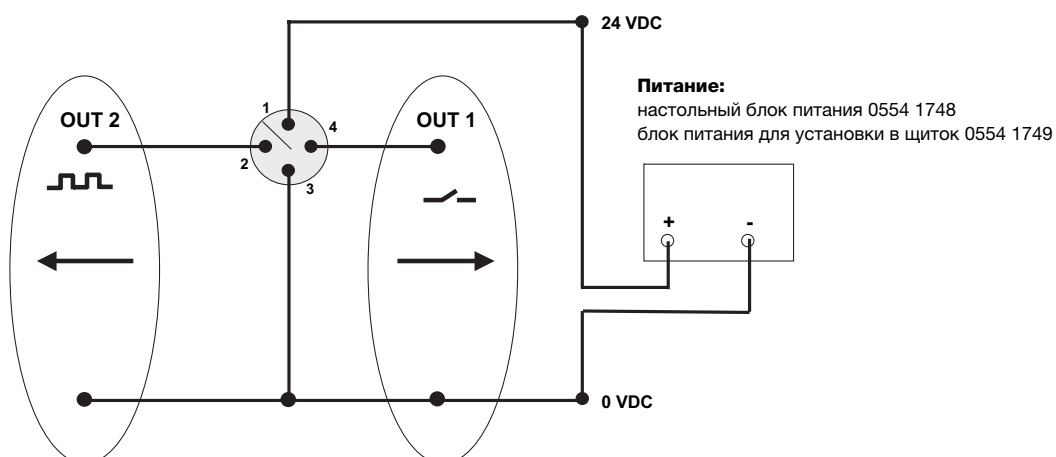 24 VDC
Питание:
настольный блок питания 0554 1748
блок питания для установки в щиток 0554 1749
OUT 2
1
4
OUT 1
2
3
+
-
0 VDC